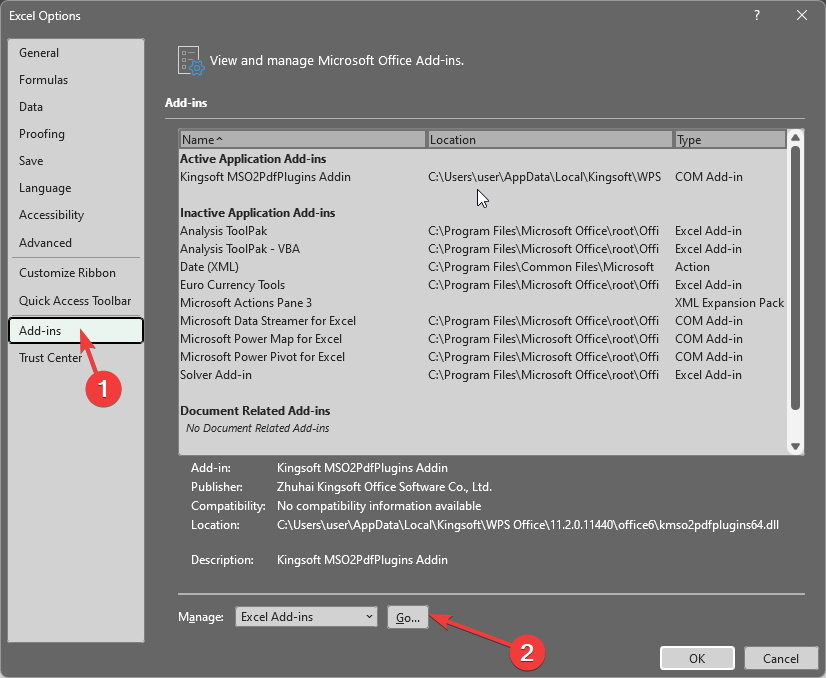 Excel Options ?
General
Formulas
Data
Proofing
Save
Language
Accessibility
Advanced
Customize Ribbon
Quick Access Toolbar
Add-ins
Trust Center
1
View and manage Microsoft Office Add-ins.
Add-ins
Name Location Type
Active Application Add-ins
Kingsoft MSO2PdfPlugins Addin C:\Users\user\AppData\Local\Kingsoft\WPS COM Add-in
Inactive Application Add-ins
Analysis ToolPak C:\Program Files\Microsoft Office\root\Offi Excel Add-in
Analysis ToolPak - VBA C:\Program Files\Microsoft Office\root\Offi Excel Add-in
Date (XML) C:\Program Files\Common Files\Microsoft Action
Euro Currency Tools C:\Program Files\Microsoft Office\root\Offi Excel Add-in
Microsoft Actions Pane 3 XML Expansion Pack
Microsoft Data Streamer for Excel C:\Program Files\Microsoft Office\root\Offi COM Add-in
Microsoft Power Map for Excel C:\Program Files\Microsoft Office\root\Offi COM Add-in
Microsoft Power Pivot for Excel C:\Program Files\Microsoft Office\root\Offi COM Add-in
Solver Add-in C:\Program Files\Microsoft Office\root\Offi Excel Add-in
Document Related Add-ins
No Document Related Add-ins
Add-in: Kingsoft MSO2PdfPlugins Addin
Publisher: Zhuhai Kingsoft Office Software Co., Ltd.
Compatibility: No compatibility information available
Location: C:\Users\user\AppData\Local\Kingsoft\WPS Office\11.2.0.11440\office6\kmso2pdfplugins64.dll
Description: Kingsoft MSO2PdfPlugins Addin
Manage: Excel Add-ins Go...
2
OK Cancel